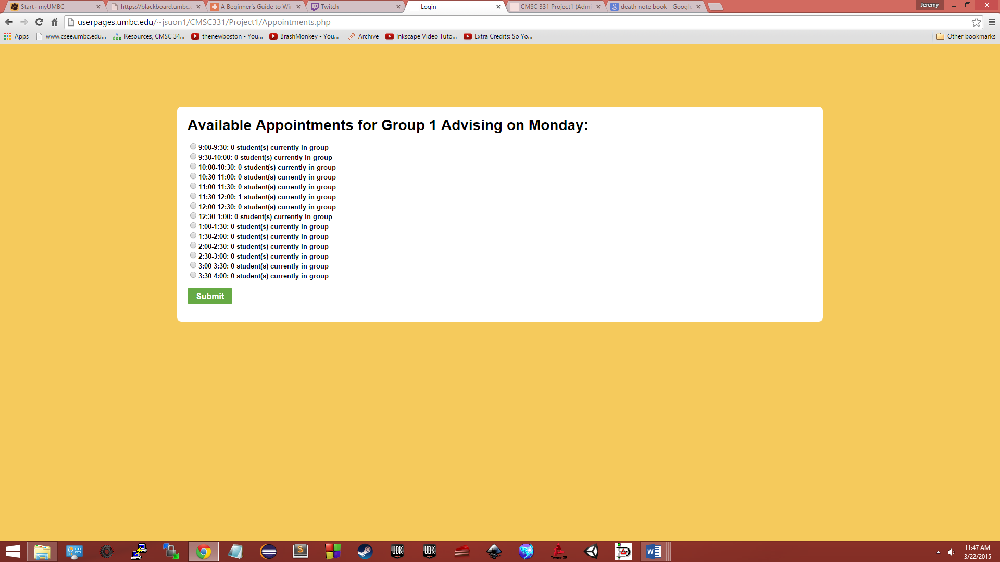 Start · myUMBC
https://blackboard.umbc.e
A Beginner's Guide to Wir
Twitch
Login
CMSC 331 Project1 (Admi
death note book - Google
Jeremy
userpages.umbc.edu/~jsuon1/CMSC331/Project1/Appointments.php
Apps
www.csee.umbc.edu...
Resources, CMSC 34...
thenewboston - You...
BrashMonkey - You...
Archive
Inkscape Video Tuto...
Extra Credits: So Yo...
Other bookmarks
Available Appointments for Group 1 Advising on Monday:
9:00-9:30: 0 student(s) currently in group
9:30-10:00: 0 student(s) currently in group
10:00-10:30: 0 student(s) currently in group
10:30-11:00: 0 student(s) currently in group
11:00-11:30: 0 student(s) currently in group
11:30-12:00: 1 student(s) currently in group
12:00-12:30: 0 student(s) currently in group
12:30-1:00: 0 student(s) currently in group
1:00-1:30: 0 student(s) currently in group
1:30-2:00: 0 student(s) currently in group
2:00-2:30: 0 student(s) currently in group
2:30-3:00: 0 student(s) currently in group
3:00-3:30: 0 student(s) currently in group
3:30-4:00: 0 student(s) currently in group
Submit
UDK
UDK
Torque 3D
11:47 AM
3/22/2015